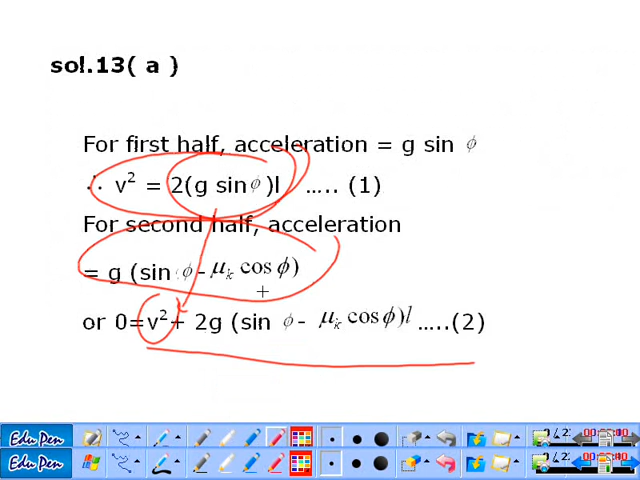 sol.13( a )
For first half, acceleration = g sin ϕ
∴ v² = 2(g sinϕ)l ….. (1)
For second half, acceleration
= g (sin ϕ - μₖ cos ϕ)
+
or 0=v²+ 2g (sin ϕ - μₖ cos ϕ)l …..(2)
Edu Pen
Edu Pen